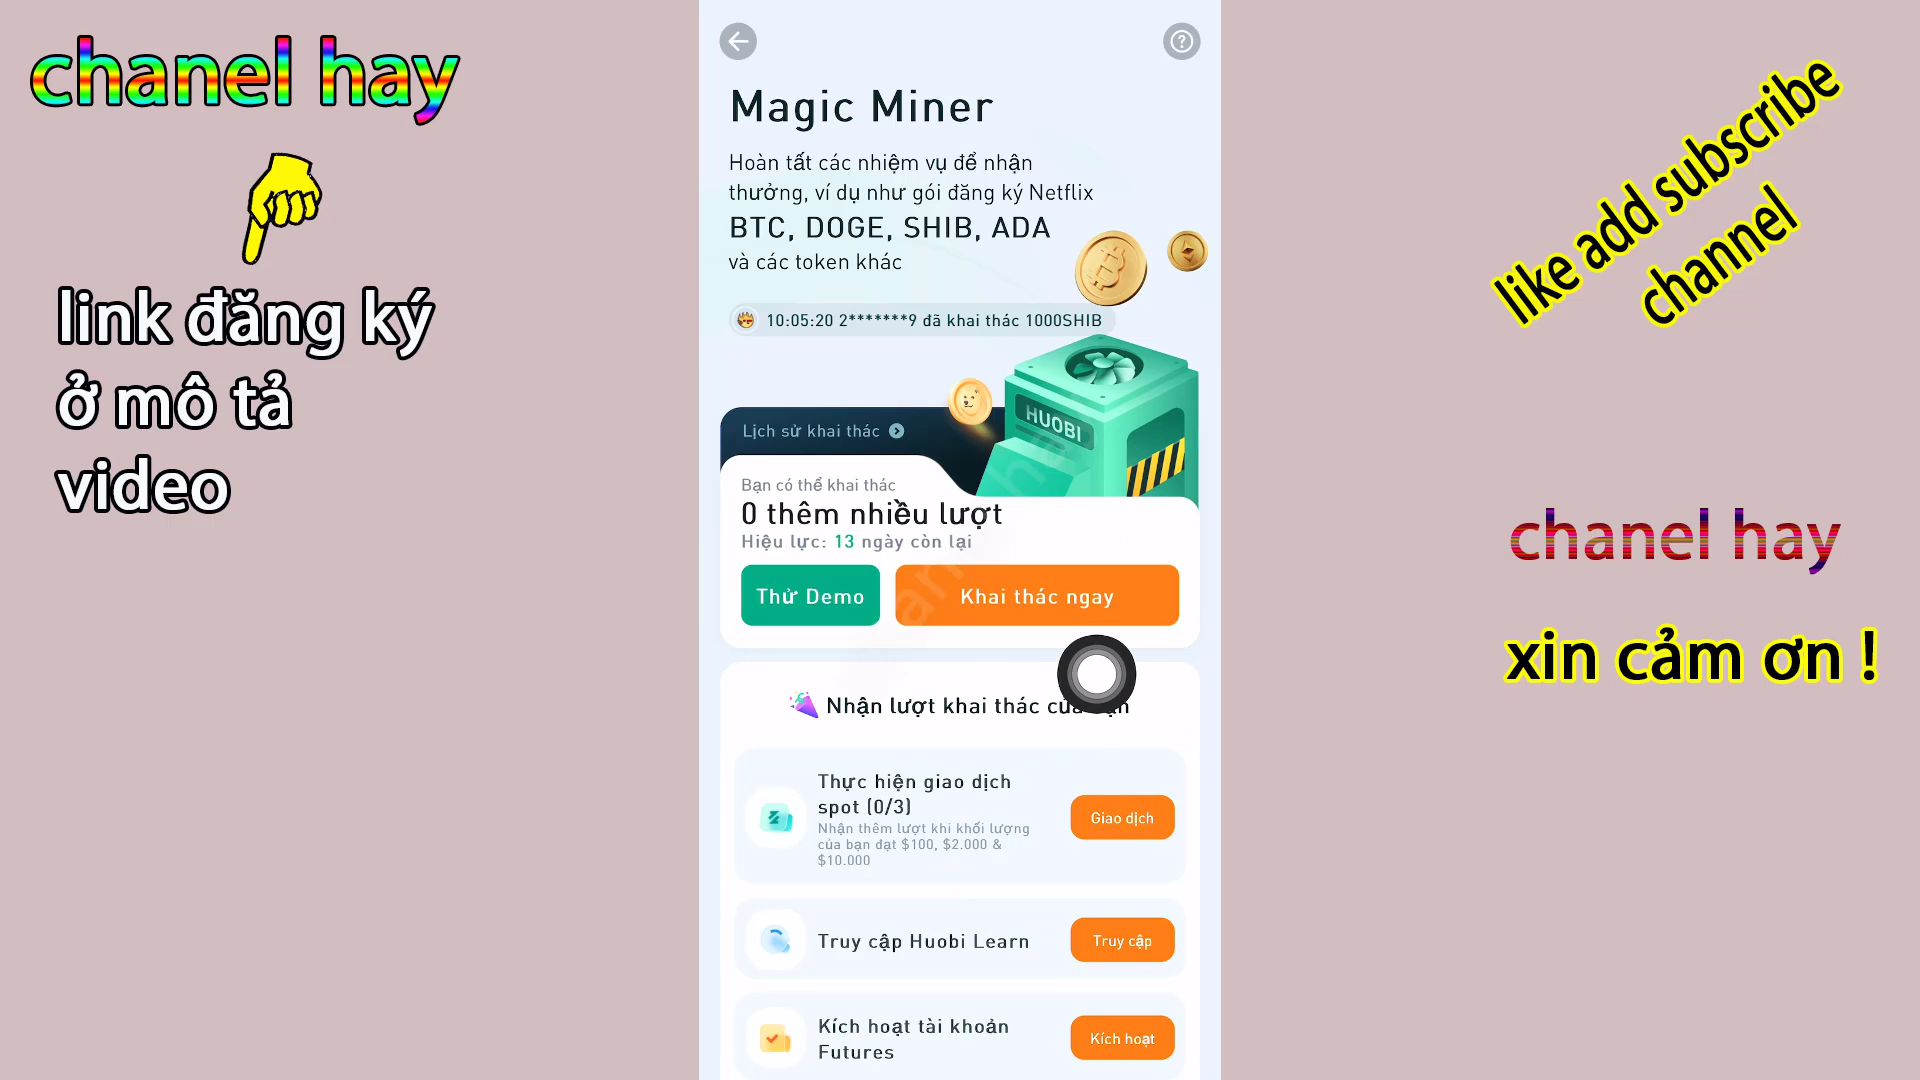 chanel hay
link đăng ký
ở mô tả
video
Magic Miner
Hoàn tất các nhiệm vụ để nhận
thưởng, ví dụ như gói đăng ký Netflix
BTC, DOGE, SHIB, ADA
và các token khác
10:05:20 2*******9 đã khai thác 1000SHIB
HUOBI
Lịch sử khai thác
Bạn có thể khai thác
0 thêm nhiều lượt
Hiệu lực: 13 ngày còn lại
Thử Demo
Khai thác ngay
Nhận lượt khai thác của bạn
Thực hiện giao dịch
spot (0/3)
Nhận thêm lượt khi khối lượng
của bạn đạt $100, $2.000 &
$10.000
Giao dịch
Truy cập Huobi Learn
Truy cập
Kích hoạt tài khoản
Futures
Kích hoạt
like add subscribe
channel
chanel hay
xin cảm ơn !